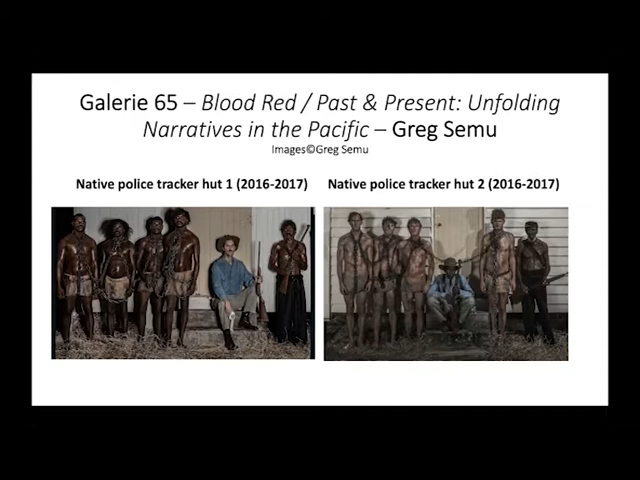 Galerie 65 – Blood Red / Past & Present: Unfolding
Narratives in the Pacific – Greg Semu
Images©Greg Semu
Native police tracker hut 1 (2016-2017)
Native police tracker hut 2 (2016-2017)